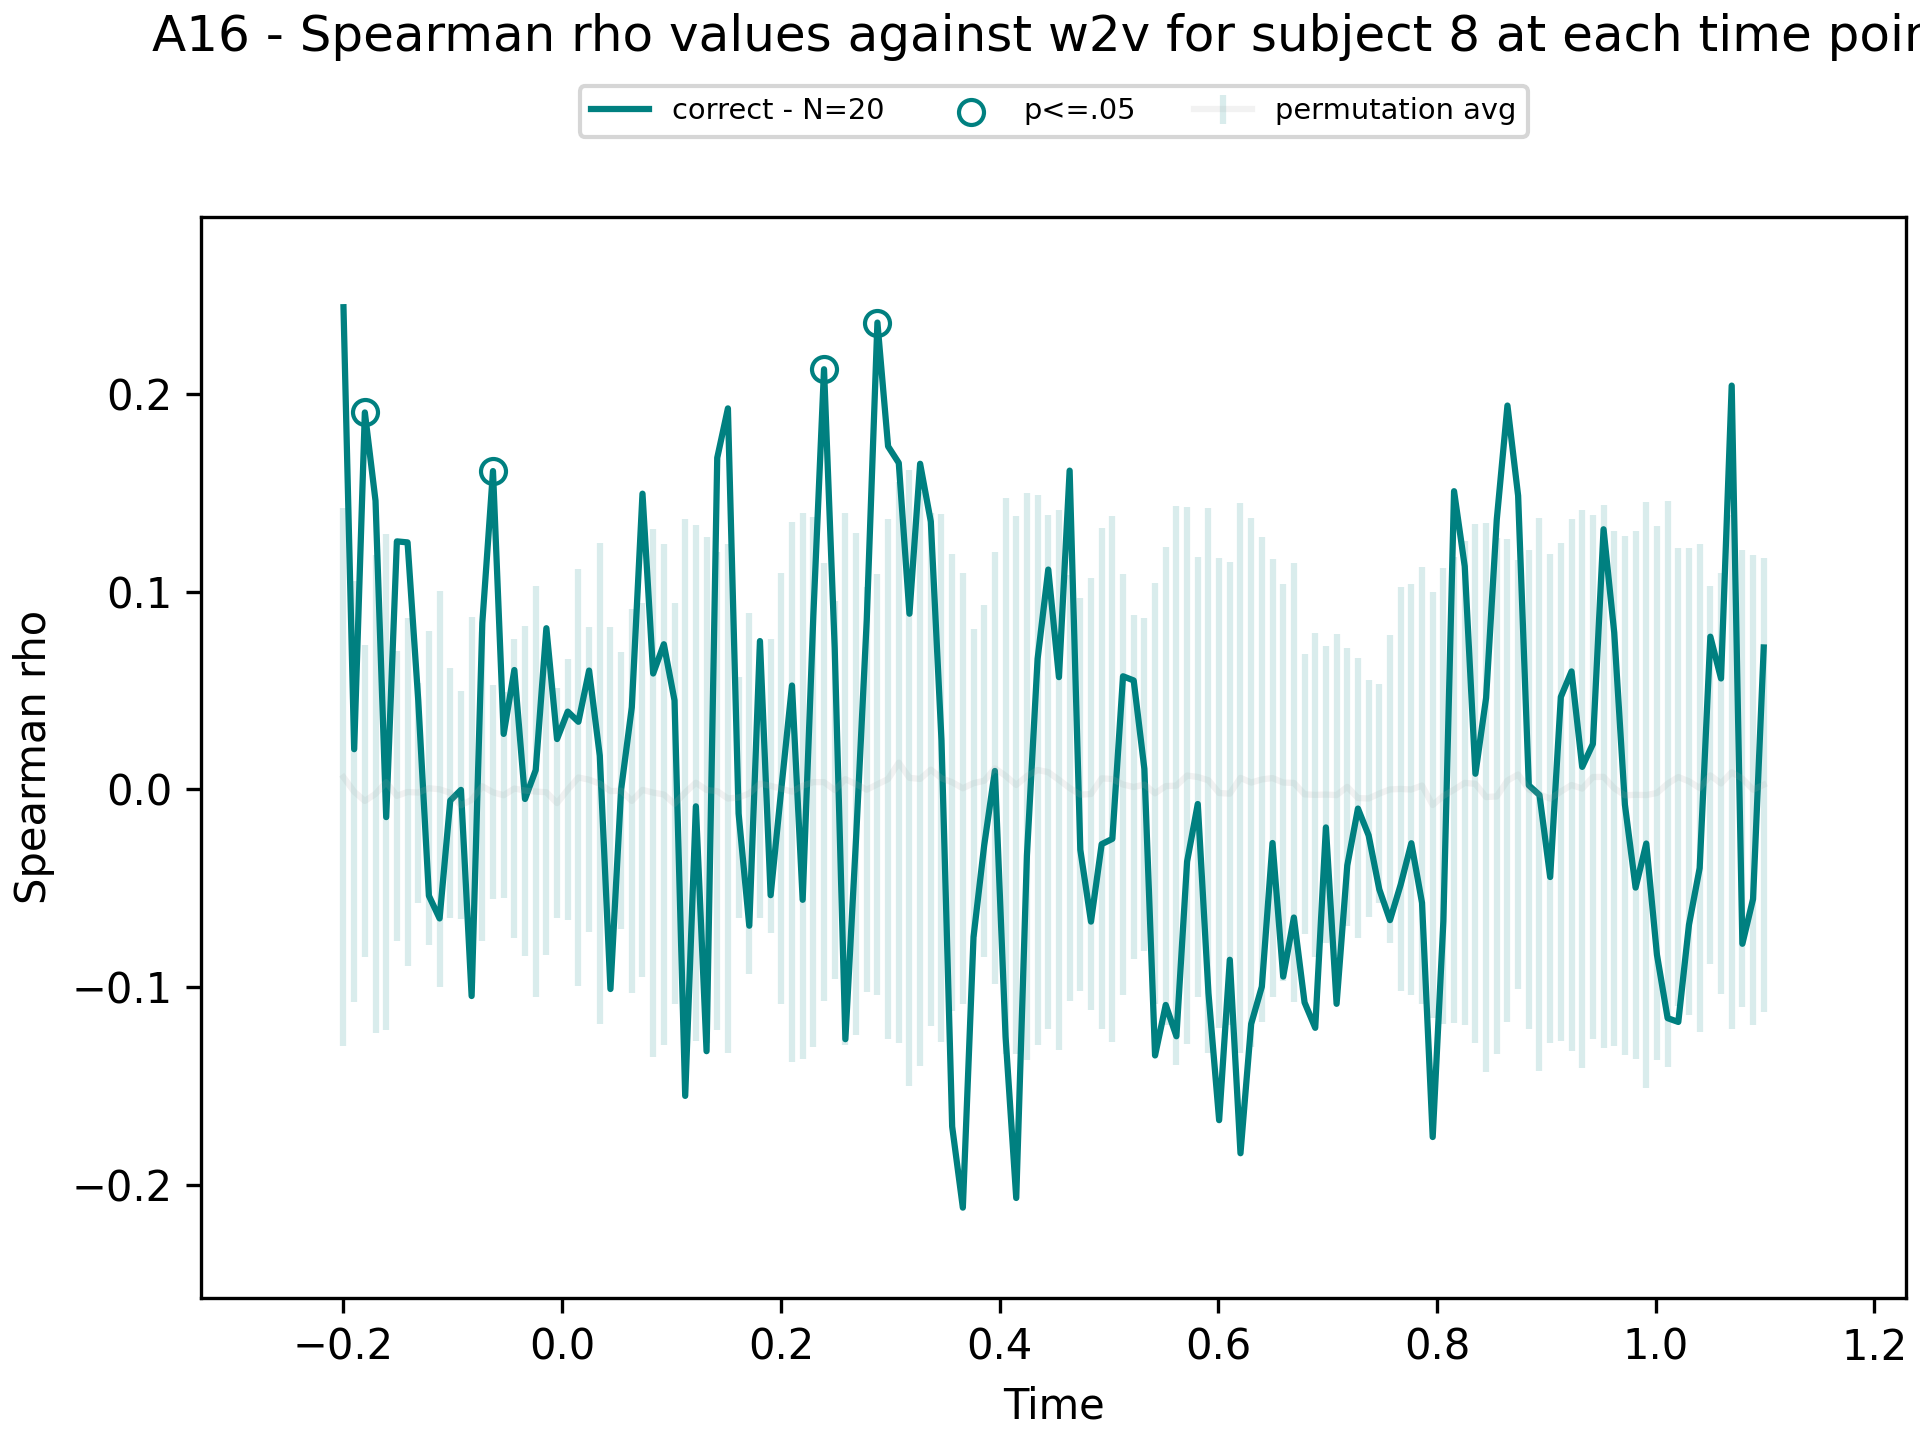 A16 - Spearman rho values against w2v for subject 8 at each time
correct - N=20 p<=.05 permutation avg
Spearman rho
0.2
0.1
0.0
−0.1
−0.2
−0.2 0.0 0.2 0.4 0.6 0.8 1.0 1.2
Time